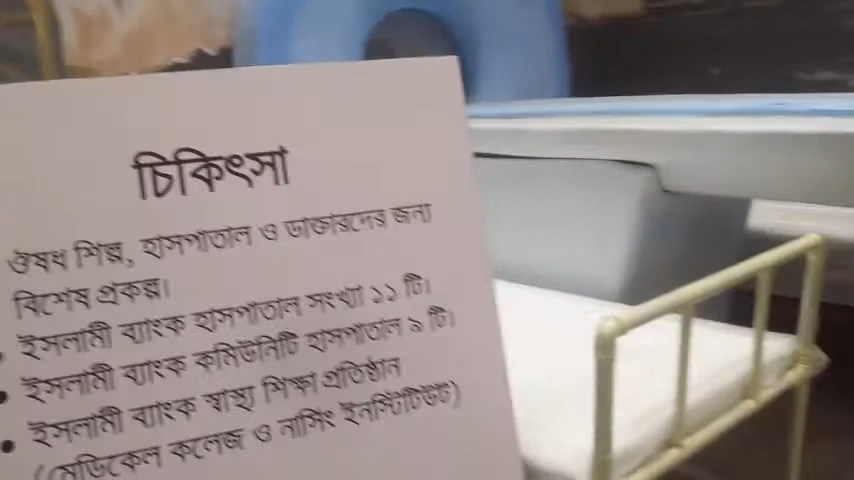 চিকিৎসা
ঔষধ শিল্প, হাসপাতাল ও ডাক্তারদের জন্য
বিশেষ প্রকল্প।
ইসলামী ব্যাংক হাসপাতাল সংখ্যা ১১ টি।
• ইসলামী ব্যাংক কমিউনিটি হাসপাতাল ৯ টি।
• ইসলামী ব্যাংক স্বাস্থ্য শিক্ষা প্রতিষ্ঠান
(মেডিকেল কলেজ ও নার্সিং ইনস্টিটিউট)